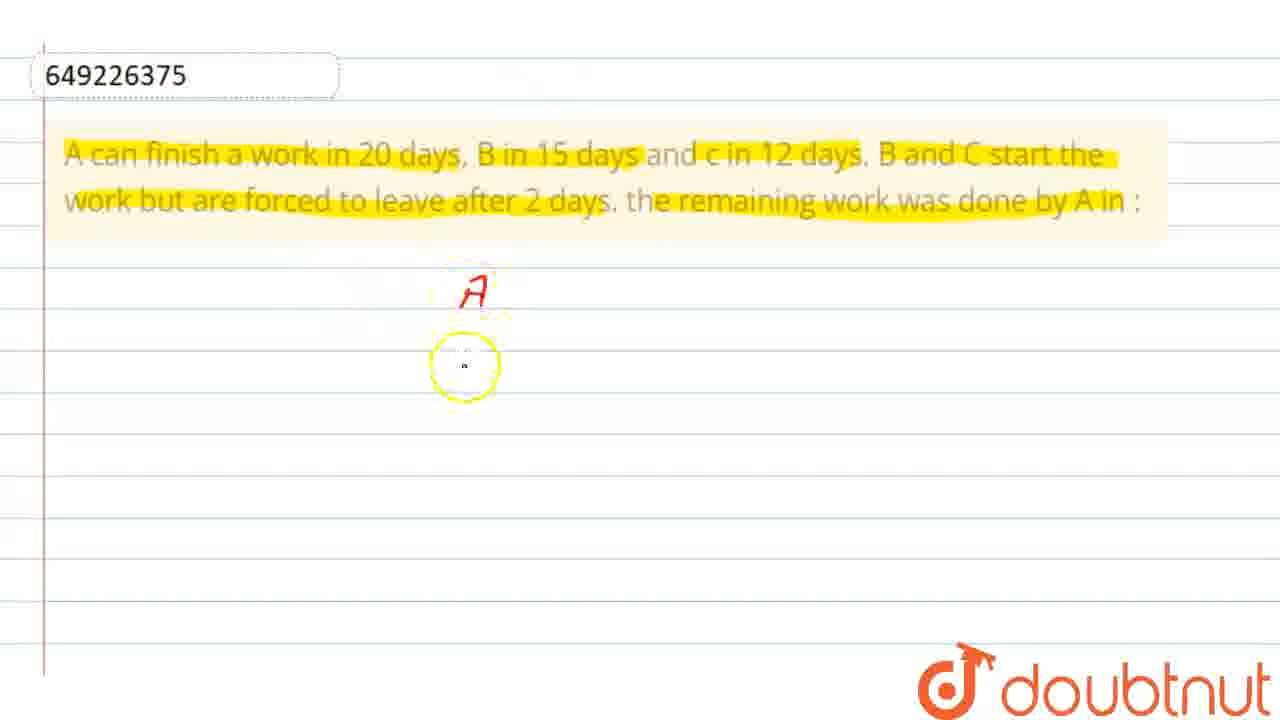 649226375
A can finish a work in 20 days, B in 15 days and c in 12 days. B and C start the
work but are forced to leave after 2 days. the remaining work was done by A in :
A
doubtnut